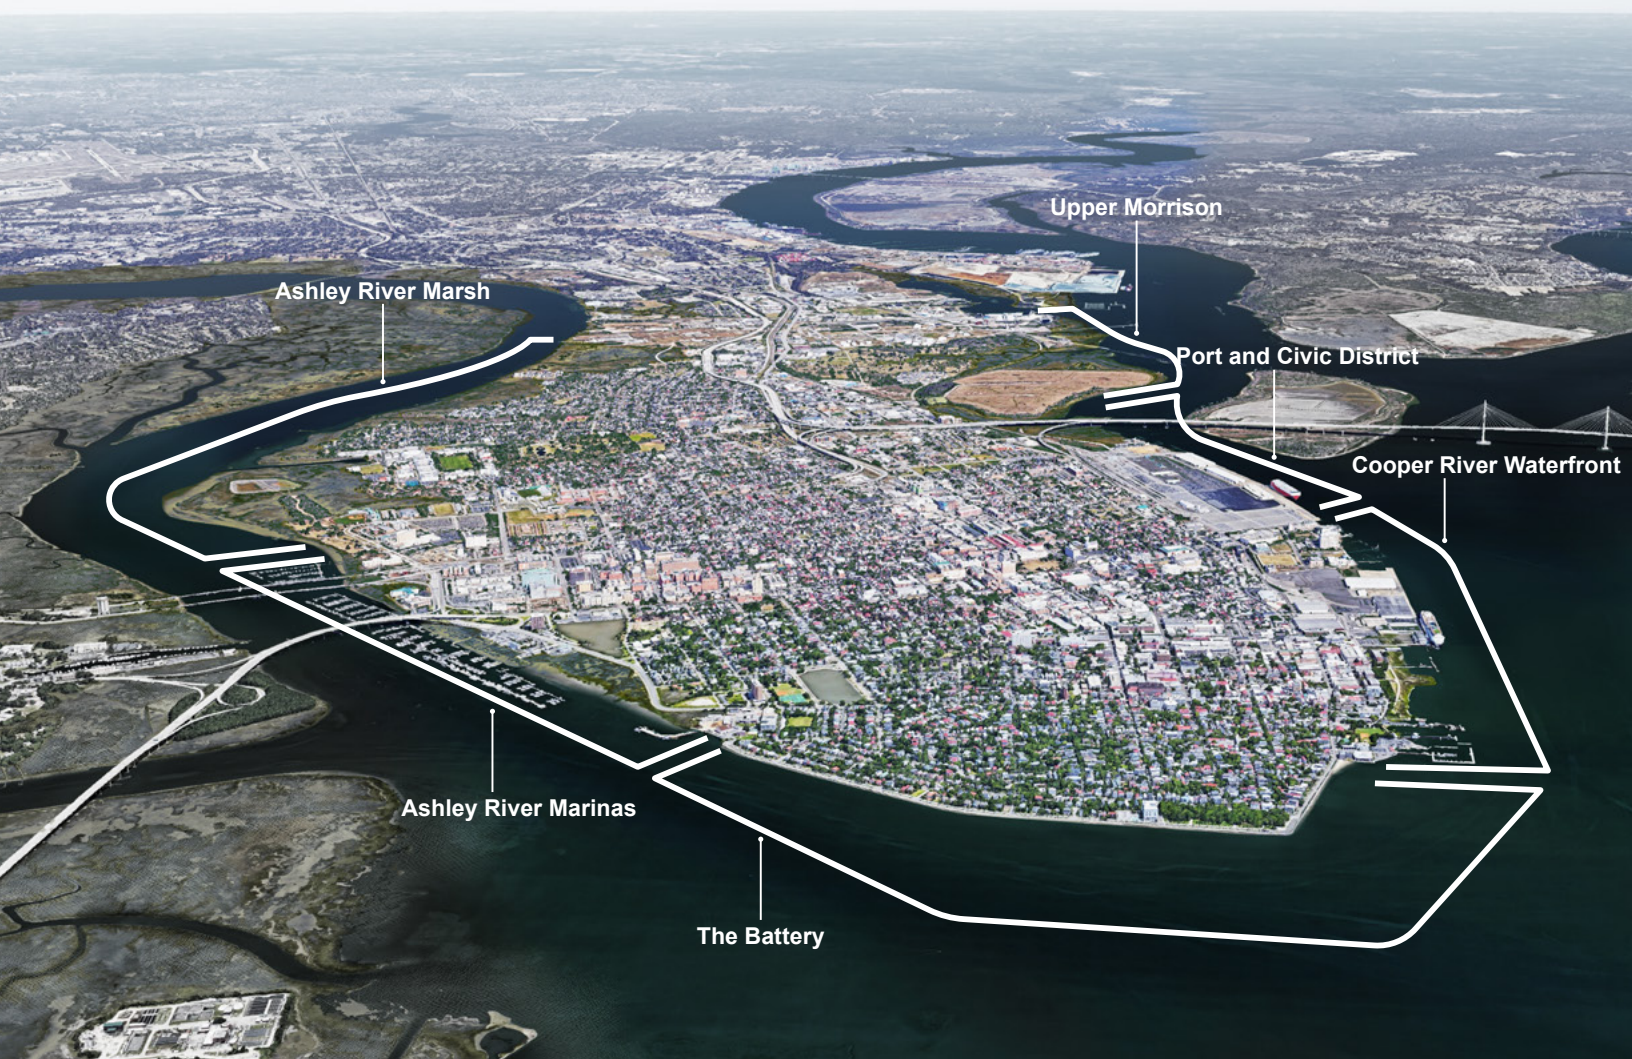 Upper Morrison
Ashley River Marsh
Port and Civic District
Cooper River Waterfront
Ashley River Marinas
The Battery